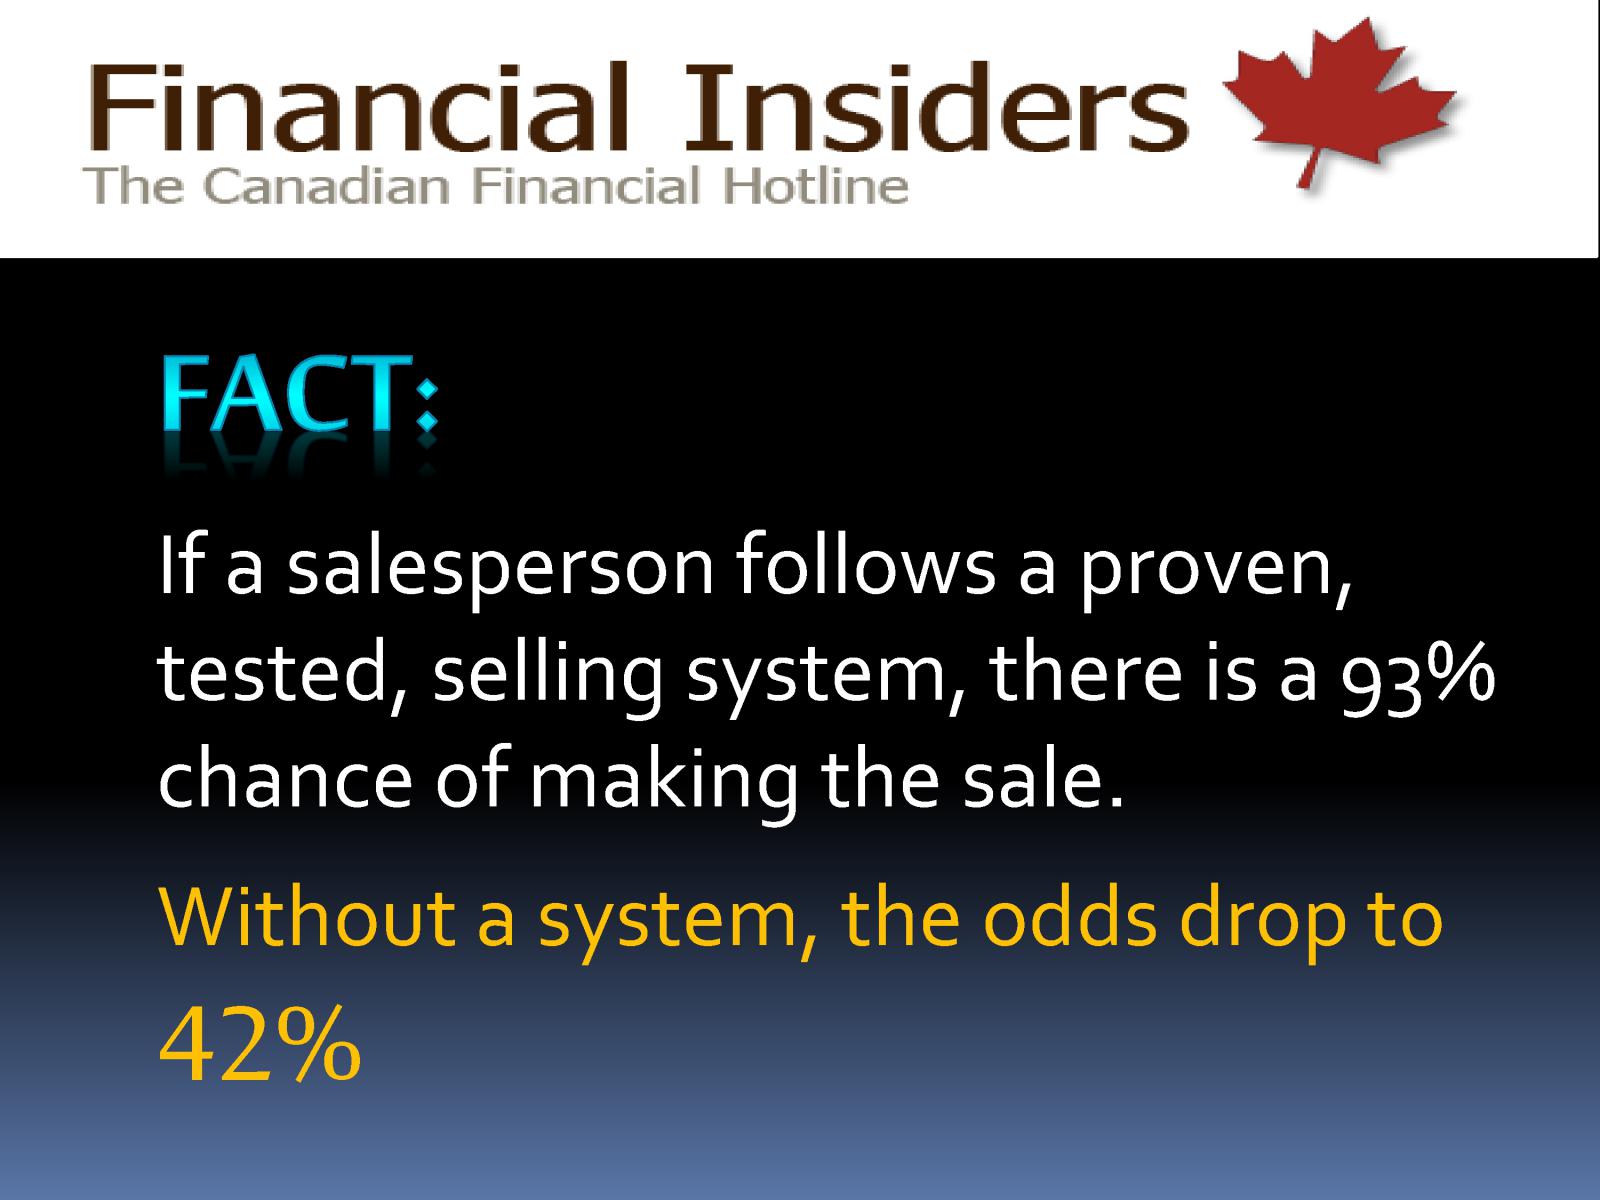 Financial Insiders
The Canadian Financial Hotline
FACT:
If a salesperson follows a proven,
tested, selling system, there is a 93%
chance of making the sale.
Without a system, the odds drop to
42%